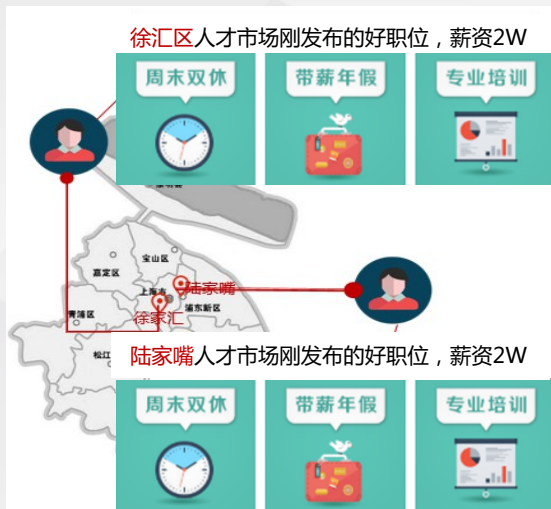 徐汇区人才市场刚发布的好职位，薪资2W
周末双休
带薪年假
专业培训
宝山区
嘉定区
上海市
陆家嘴
浦东新区
青浦区
徐家汇
松江
陆家嘴人才市场刚发布的好职位，薪资2W
周末双休
带薪年假
专业培训